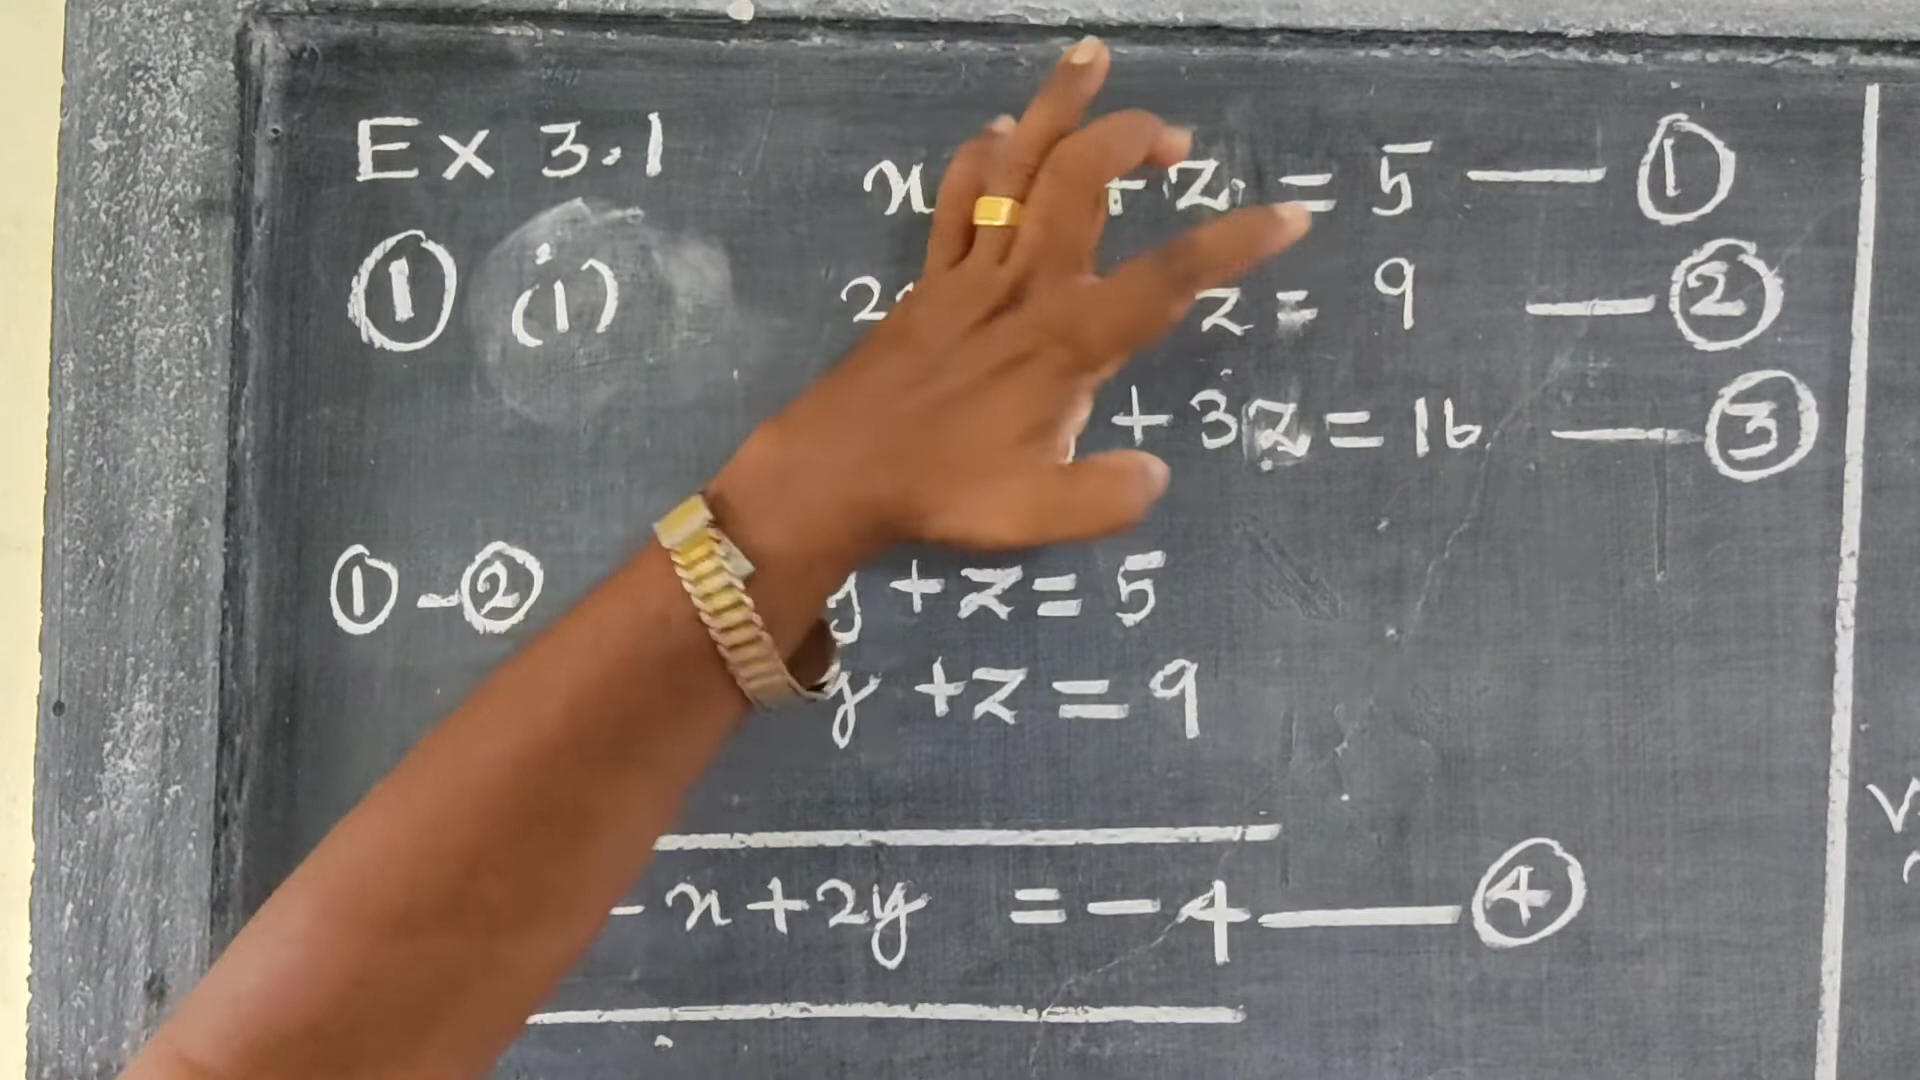 Ex 3.1
x + z = 5 — ①
① (i)
2 z = 9 — ②
+ 3z = 16 — ③
① - ② y + z = 5
y + z = 9
- x + 2y = - 4 — ④